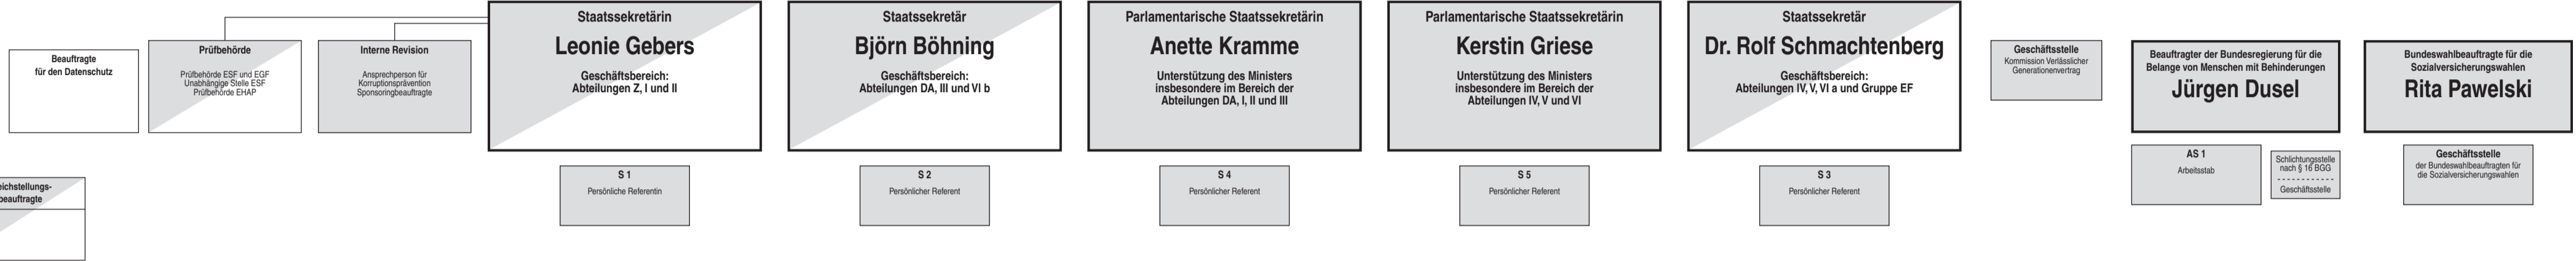 Beauftragte
für den Datenschutz
Prüfbehörde
Prüfbehörde ESF und EGF
Unabhängige Stelle ESF
Prüfbehörde EHAP
Interne Revision
Ansprechperson für
Korruptionsprävention
Sponsoringbeauftragte
Staatssekretärin
Leonie Gebers
Geschäftsbereich:
Abteilungen Z, I und II
S 1
Persönliche Referentin
Staatssekretär
Björn Böhning
Geschäftsbereich:
Abteilungen DA, III und VI b
S 2
Persönlicher Referent
Parlamentarische Staatssekretärin
Anette Kramme
Unterstützung des Ministers
insbesondere im Bereich der
Abteilungen DA, I, II und III
S 4
Persönlicher Referent
Parlamentarische Staatssekretärin
Kerstin Griese
Unterstützung des Ministers
insbesondere im Bereich der
Abteilungen IV, V und VI
S 5
Persönlicher Referent
Staatssekretär
Dr. Rolf Schmachtenberg
Geschäftsbereich:
Abteilungen IV, V, VI a und Gruppe EF
S 3
Persönlicher Referent
Geschäftsstelle
Kommission Verlässlicher
Generationenvertrag
Beauftragter der Bundesregierung für die
Belange von Menschen mit Behinderungen
Jürgen Dusel
AS 1
Arbeitsstab
Schlichtungsstelle
nach § 16 BGG
Geschäftsstelle
Bundeswahlbeauftragte für die
Sozialversicherungswahlen
Rita Pawelski
Geschäftsstelle
der Bundeswahlbeauftragten für
die Sozialversicherungswahlen
eichstellungs-
beauftragte